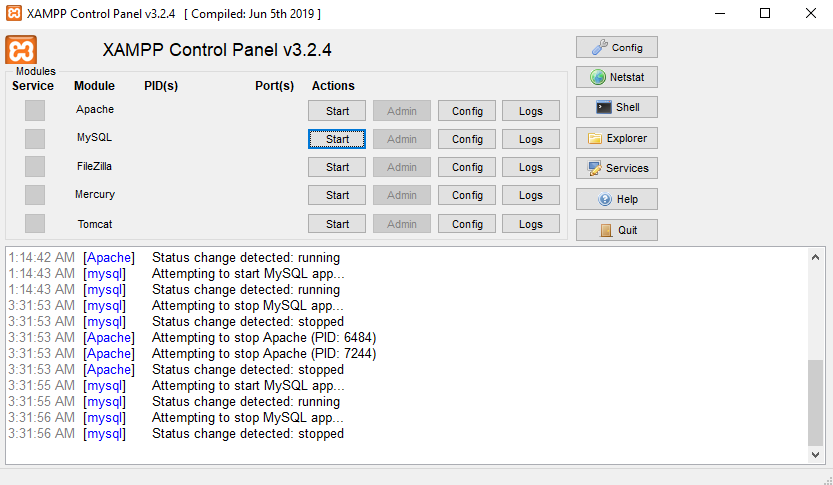 XAMPP Control Panel v3.2.4 [ Compiled: Jun 5th 2019 ]
XAMPP Control Panel v3.2.4
Modules
Service Module PID(s) Port(s) Actions
Apache Start Admin Config Logs
MySQL Start Admin Config Logs
FileZilla Start Admin Config Logs
Mercury Start Admin Config Logs
Tomcat Start Admin Config Logs
Config
Netstat
Shell
Explorer
Services
Help
Quit
1:14:42 AM [Apache] Status change detected: running
1:14:43 AM [mysql] Attempting to start MySQL app...
1:14:43 AM [mysql] Status change detected: running
3:31:53 AM [mysql] Attempting to stop MySQL app...
3:31:53 AM [mysql] Status change detected: stopped
3:31:53 AM [Apache] Attempting to stop Apache (PID: 6484)
3:31:53 AM [Apache] Attempting to stop Apache (PID: 7244)
3:31:53 AM [Apache] Status change detected: stopped
3:31:55 AM [mysql] Attempting to start MySQL app...
3:31:55 AM [mysql] Status change detected: running
3:31:56 AM [mysql] Attempting to stop MySQL app...
3:31:56 AM [mysql] Status change detected: stopped